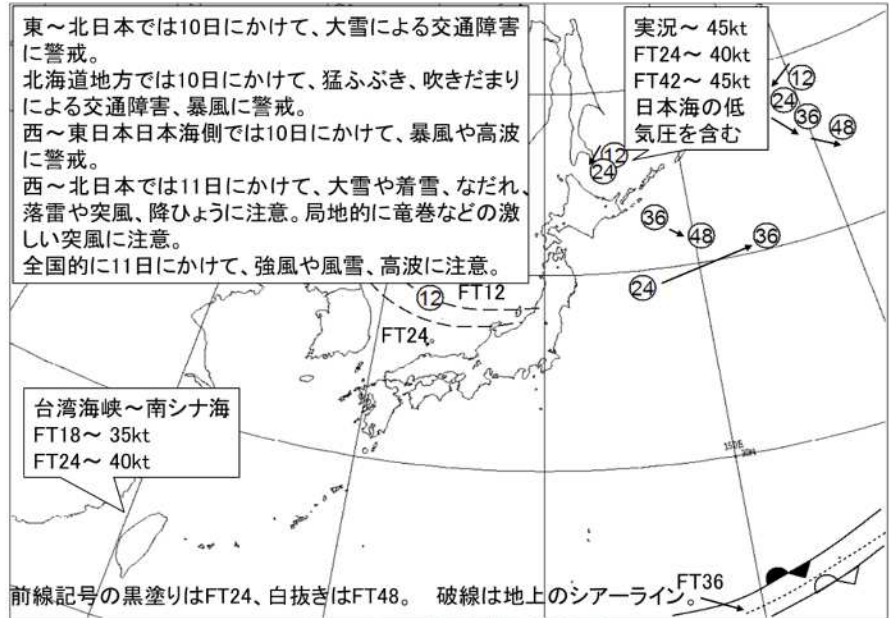 東～北日本では10日にかけて、大雪による交通障害
に警戒。
北海道地方では10日にかけて、猛ふぶき、吹きだまり
による交通障害、暴風に警戒。
西～東日本日本海側では10日にかけて、暴風や高波
に警戒。
西～北日本では11日にかけて、大雪や着雪、なだれ、
落雷や突風、降ひょうに注意。局地的に竜巻などの激
しい突風に注意。
全国的に11日にかけて、強風や風雪、高波に注意。
実況～ 45kt
FT24～ 40kt
FT42～ 45kt
日本海の低
気圧を含む
12
24
36
48
12
24
36
48
36
24
12
FT12
FT24
台湾海峡～南シナ海
FT18～ 35kt
FT24～ 40kt
150E
30N
FT36
前線記号の黒塗りはFT24、白抜きはFT48。 破線は地上のシアーライン。